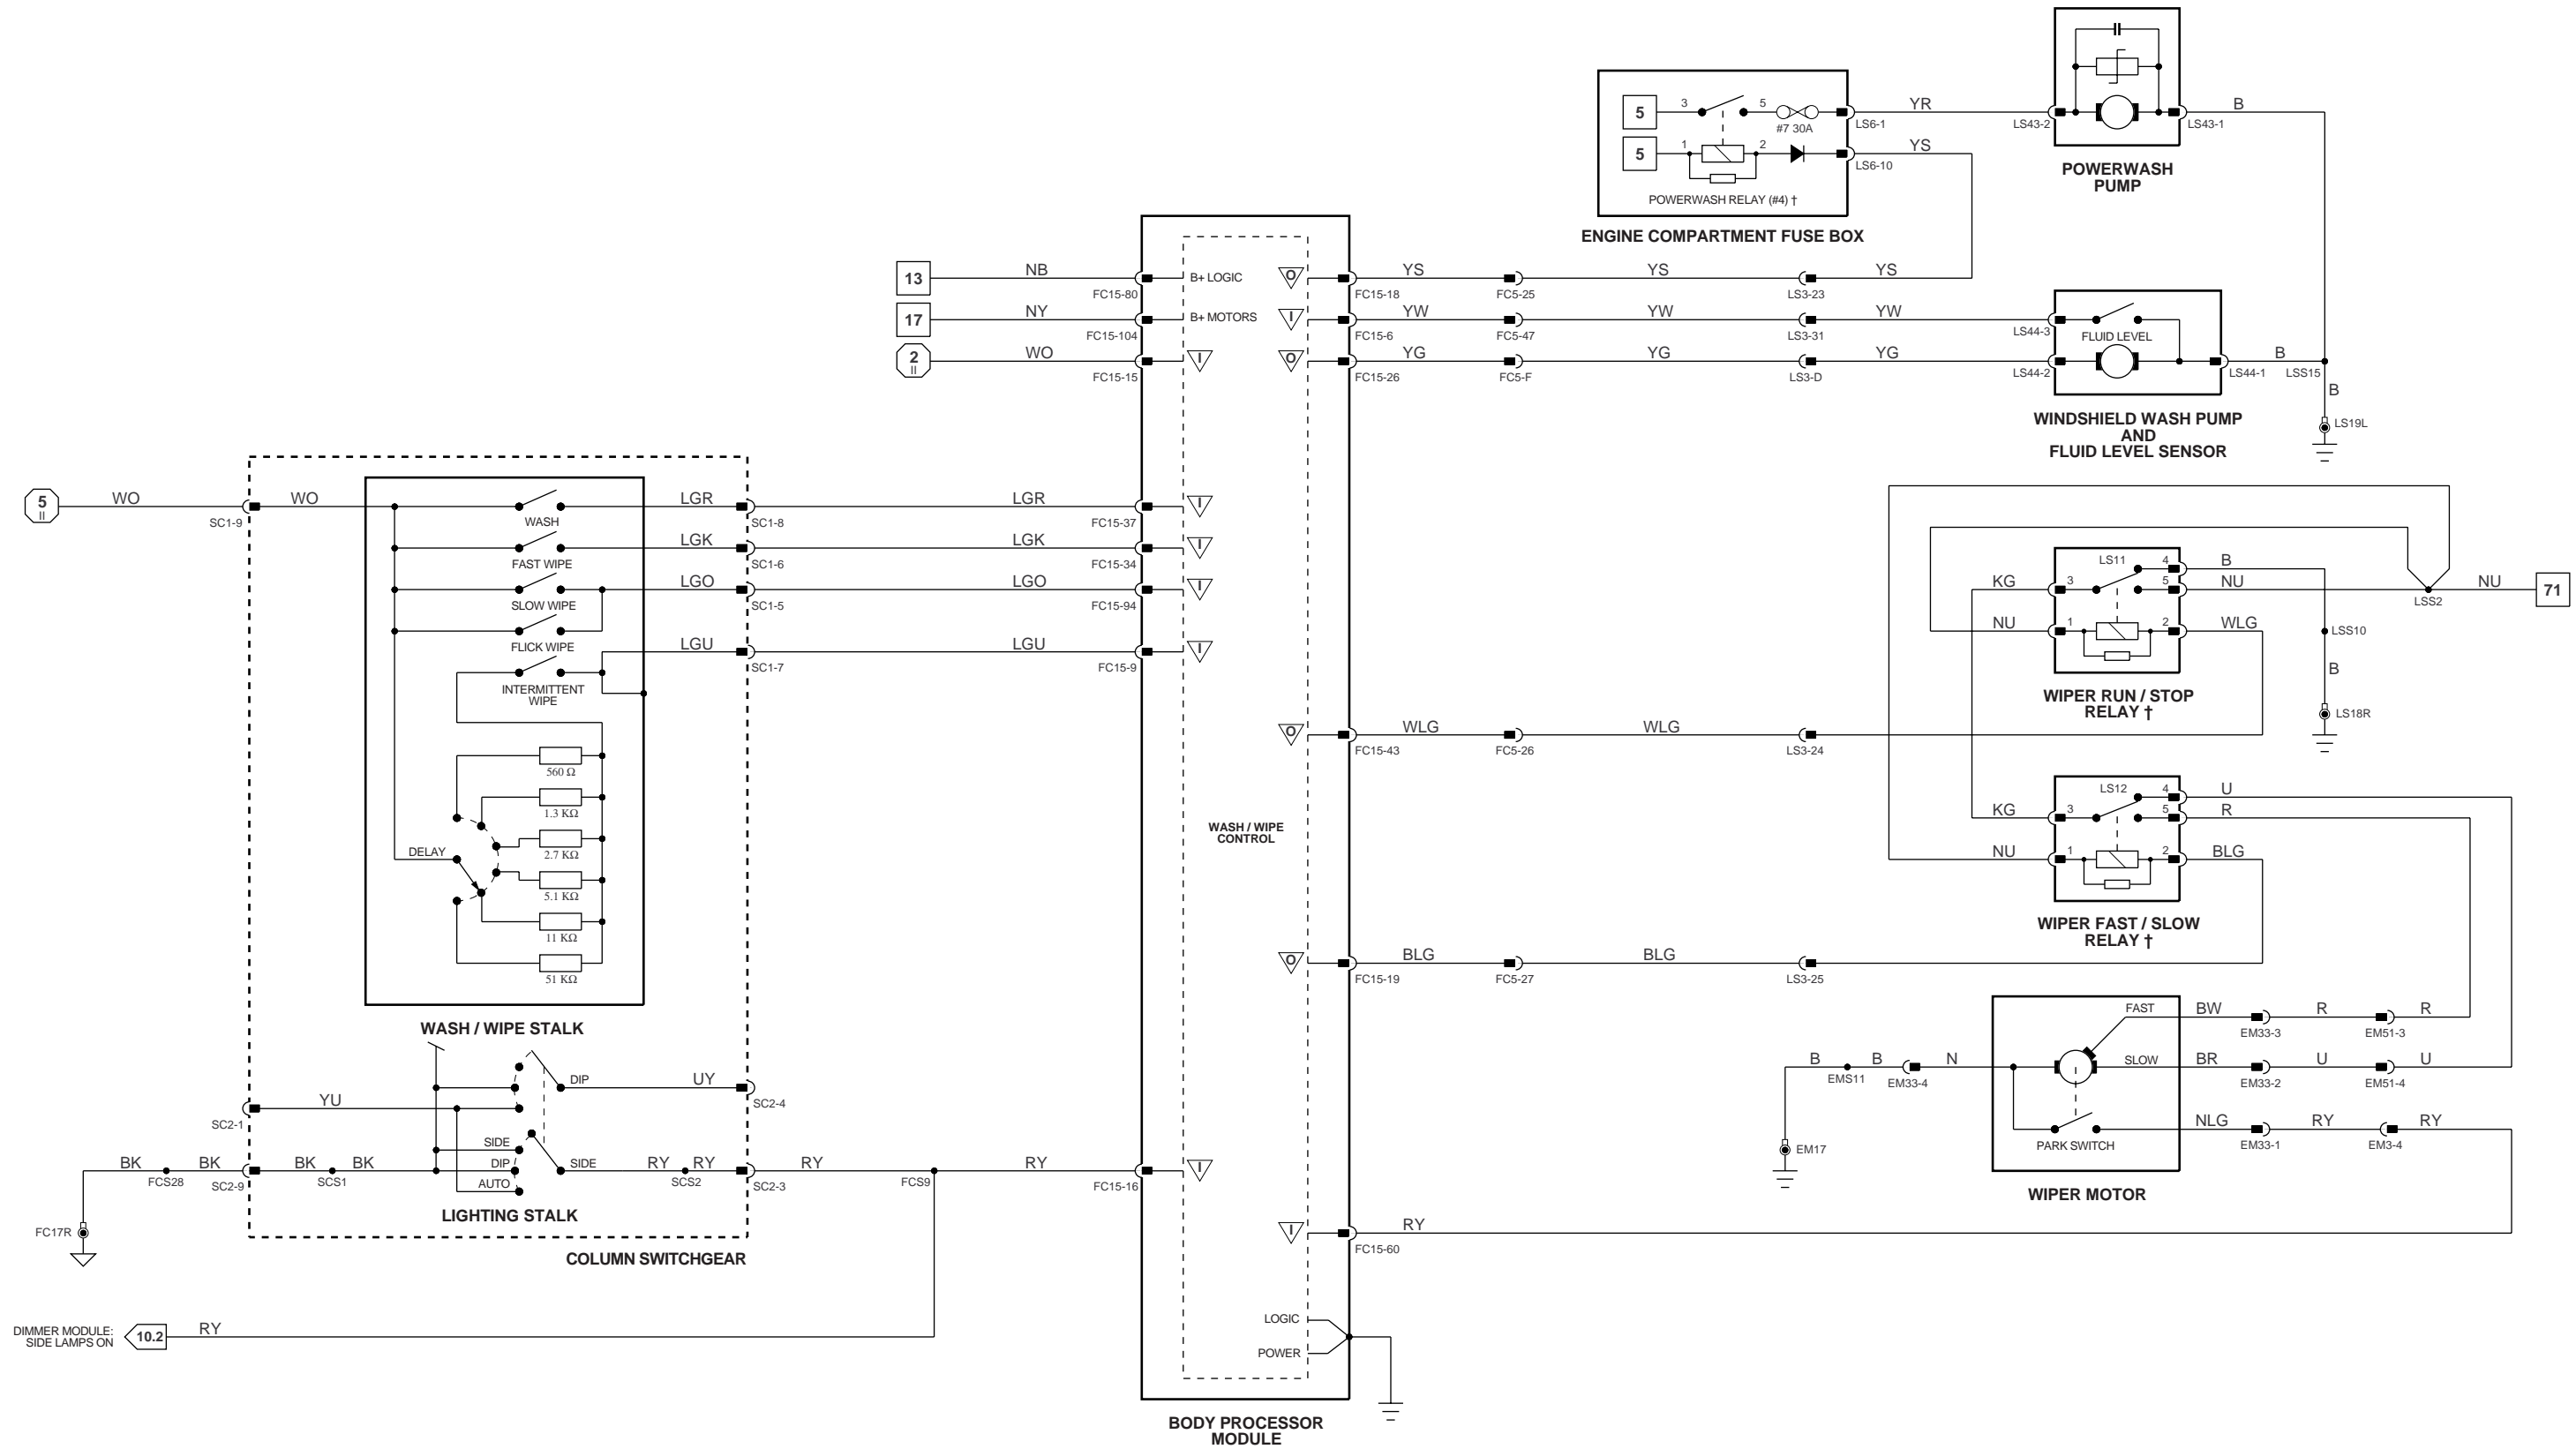 5
3
5
#7 30A
LS6-1
YR
LS43-2
LS43-1
B
5
1
2
LS6-10
YS
POWERWASH RELAY (#4) †
ENGINE COMPARTMENT FUSE BOX
POWERWASH
PUMP
13
NB
FC15-80
B+ LOGIC
O
FC15-18
YS
FC5-25
YS
LS3-23
YS
17
NY
FC15-104
B+ MOTORS
I
FC15-6
YW
FC5-47
YW
LS3-31
YW
LS44-3
FLUID LEVEL
2
II
WO
FC15-15
I
O
FC15-26
YG
FC5-F
YG
LS3-D
YG
LS44-2
LS44-1
B
LSS15
B
LS19L
WINDSHIELD WASH PUMP
AND
FLUID LEVEL SENSOR
5
II
WO
SC1-9
WO
WASH
LGR
SC1-8
LGR
FC15-37
I
FAST WIPE
LGK
SC1-6
LGK
FC15-34
I
SLOW WIPE
LGO
SC1-5
LGO
FC15-94
I
FLICK WIPE
LGU
SC1-7
LGU
FC15-9
I
INTERMITTENT
WIPE
560 Ω
1.3 KΩ
2.7 KΩ
DELAY
5.1 KΩ
11 KΩ
51 KΩ
WASH / WIPE STALK
LS11
4
B
KG
3
5
NU
LSS2
NU
71
NU
1
2
WLG
LSS10
B
LS18R
WIPER RUN / STOP
RELAY †
O
FC15-43
WLG
FC5-26
WLG
LS3-24
WASH / WIPE
CONTROL
LS12
4
U
KG
3
5
R
NU
1
2
BLG
WIPER FAST / SLOW
RELAY †
O
FC15-19
BLG
FC5-27
BLG
LS3-25
FAST
BW
EM33-3
R
EM51-3
R
B
EMS11
B
EM33-4
N
SLOW
BR
EM33-2
U
EM51-4
U
EM17
PARK SWITCH
NLG
EM33-1
RY
EM3-4
RY
WIPER MOTOR
DIP
UY
SC2-4
YU
SC2-1
SIDE
DIP
AUTO
SIDE
BK
FCS28
BK
SC2-9
BK
SCS1
BK
RY
SCS2
RY
SC2-3
RY
FCS9
RY
FC15-16
I
LIGHTING STALK
FC17R
COLUMN SWITCHGEAR
I
FC15-60
RY
DIMMER MODULE:
SIDE LAMPS ON
10.2
RY
LOGIC
POWER
BODY PROCESSOR
MODULE